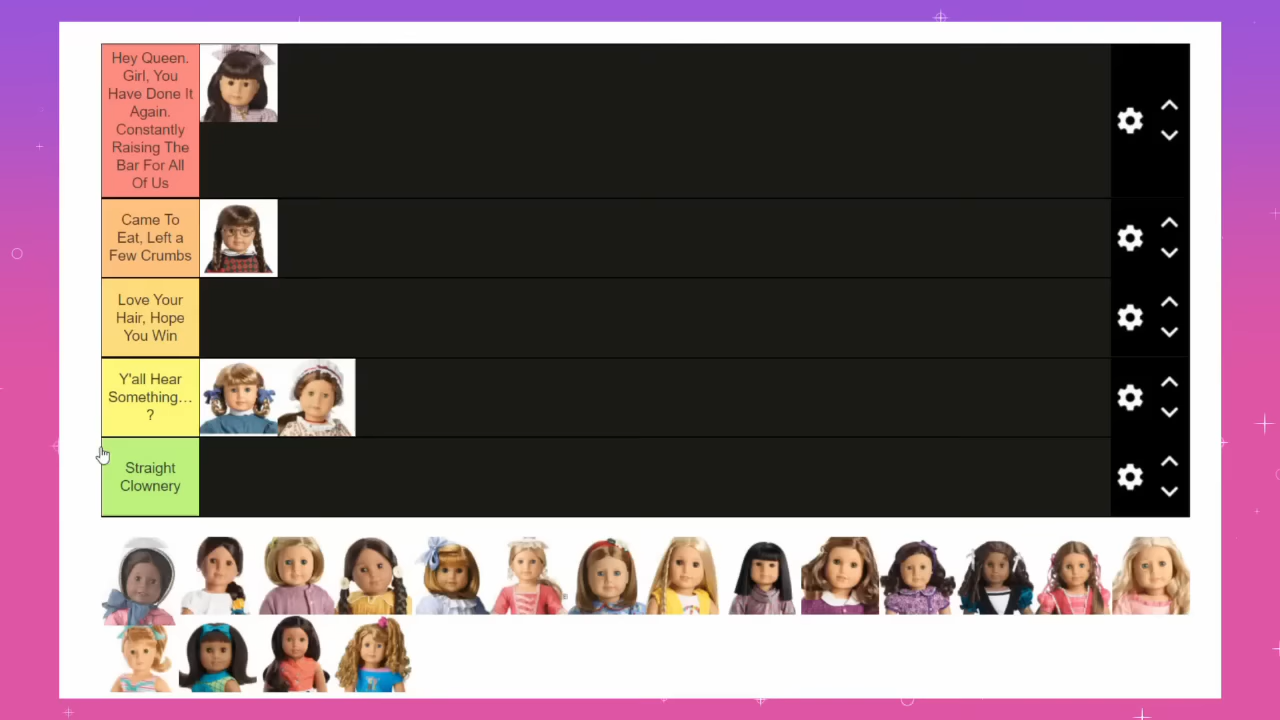 Hey Queen.
Girl, You
Have Done It
Again.
Constantly
Raising The
Bar For All
Of Us
Came To
Eat, Left a
Few Crumbs
Love Your
Hair, Hope
You Win
Y'all Hear
Something…
?
Straight
Clownery